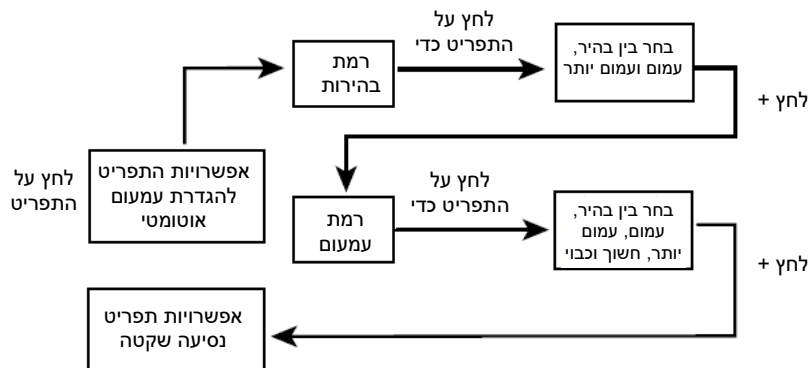 לחץ על
התפריט
אפשרויות התפריט
להגדרת עמעום
אוטומטי
רמת
בהירות
לחץ על
התפריט כדי
בחר בין בהיר,
עמום ועמום יותר
לחץ +
רמת
עמעום
לחץ על
התפריט כדי
בחר בין בהיר,
עמום, עמום
יותר, חשוך וכבוי
לחץ +
אפשרויות תפריט
נסיעה שקטה